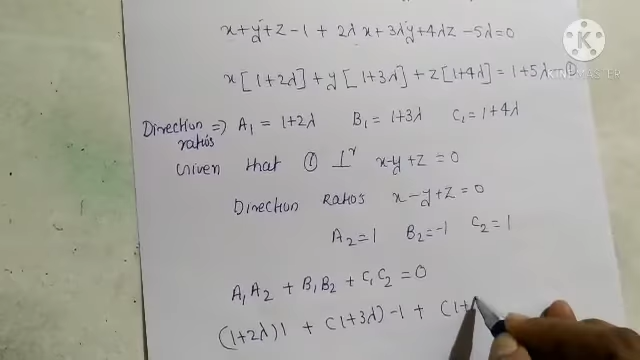 x+y+z-1 + 2λx+3λy+4λz-5λ=0
x[1+2λ]+y[1+3λ]+z[1+4λ]=1+5λ-①
Direction ratios ⇒ A₁ = 1+2λ B₁=1+3λ C₁=1+4λ
Given that ① ⊥ʳ x-y+z=0
Direction Ratios x-y+z=0
A₂=1 B₂=-1 C₂=1
A₁A₂ + B₁B₂ + C₁C₂=0
(1+2λ)1 + (1+3λ)-1 + (1+
KINEMASTER